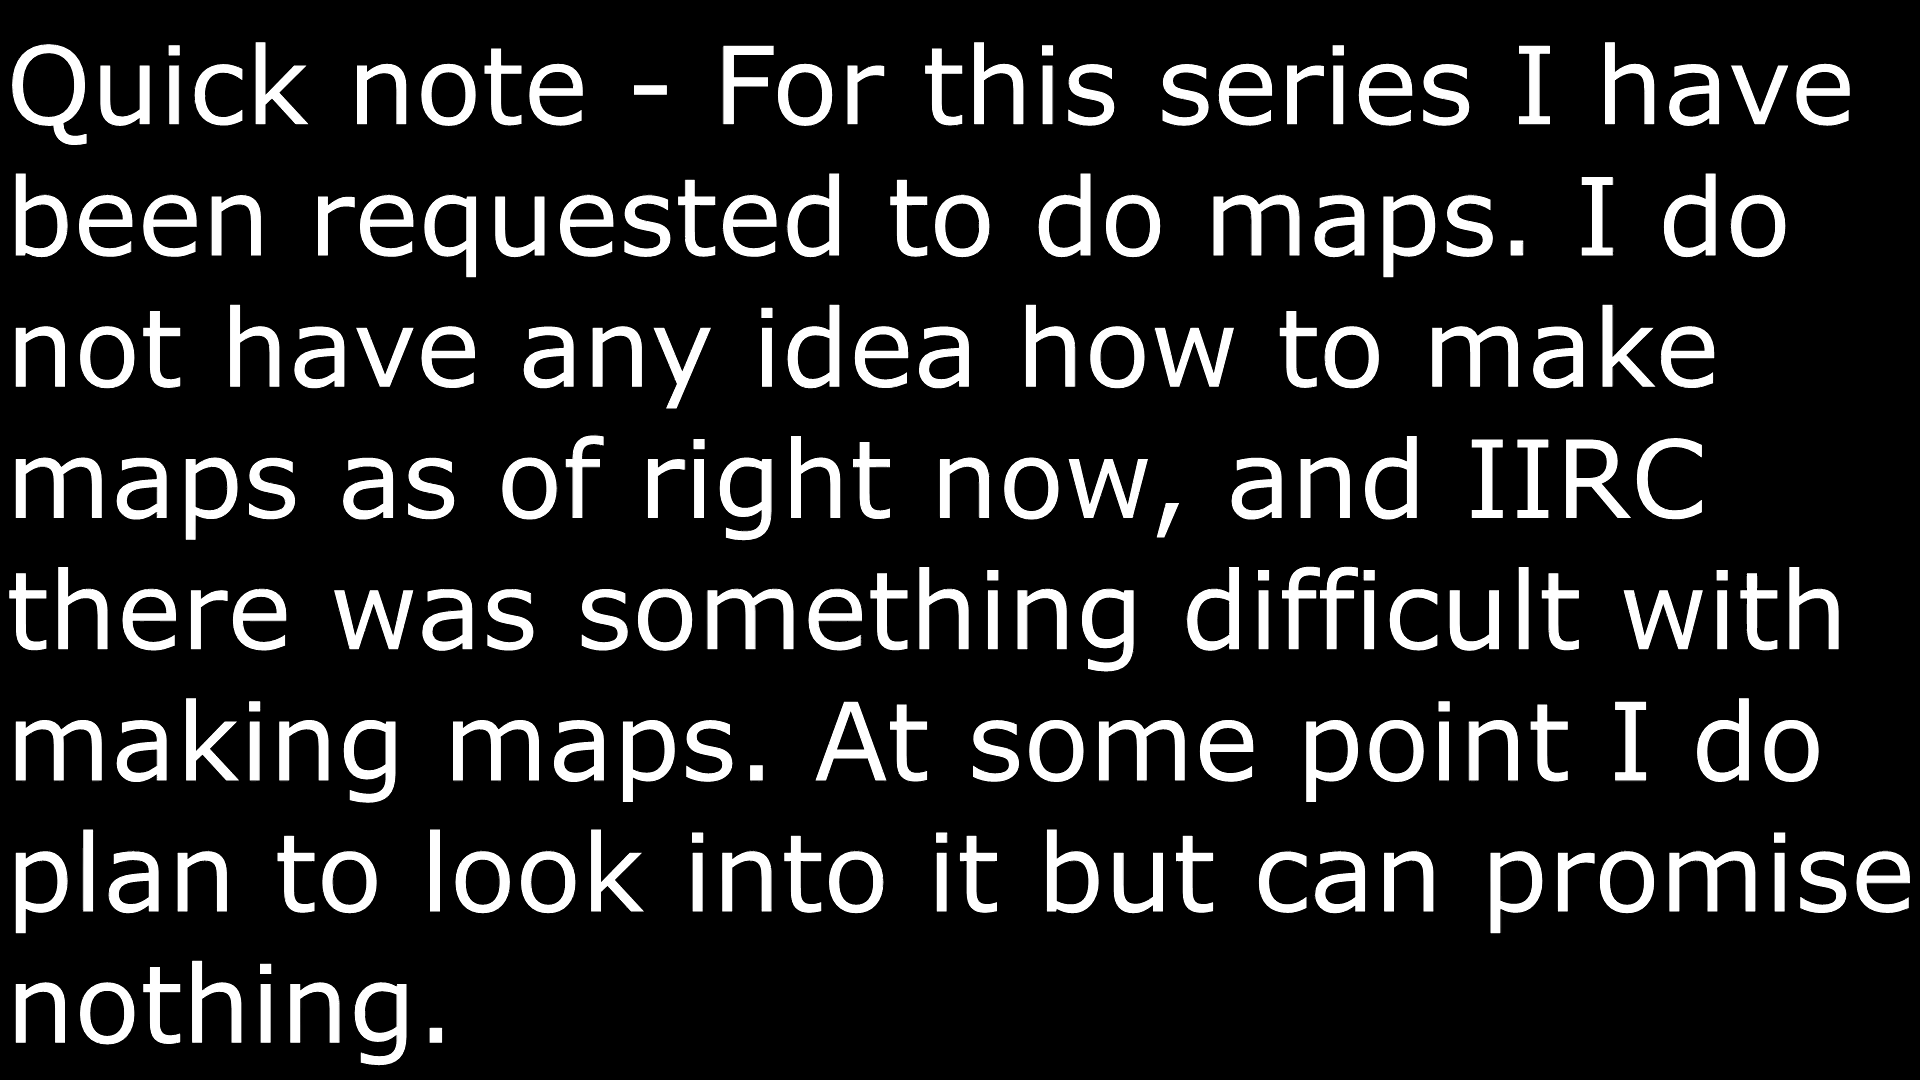 Quick note - For this series I have
been requested to do maps. I do
not have any idea how to make
maps as of right now, and IIRC
there was something difficult with
making maps. At some point I do
plan to look into it but can promise
nothing.